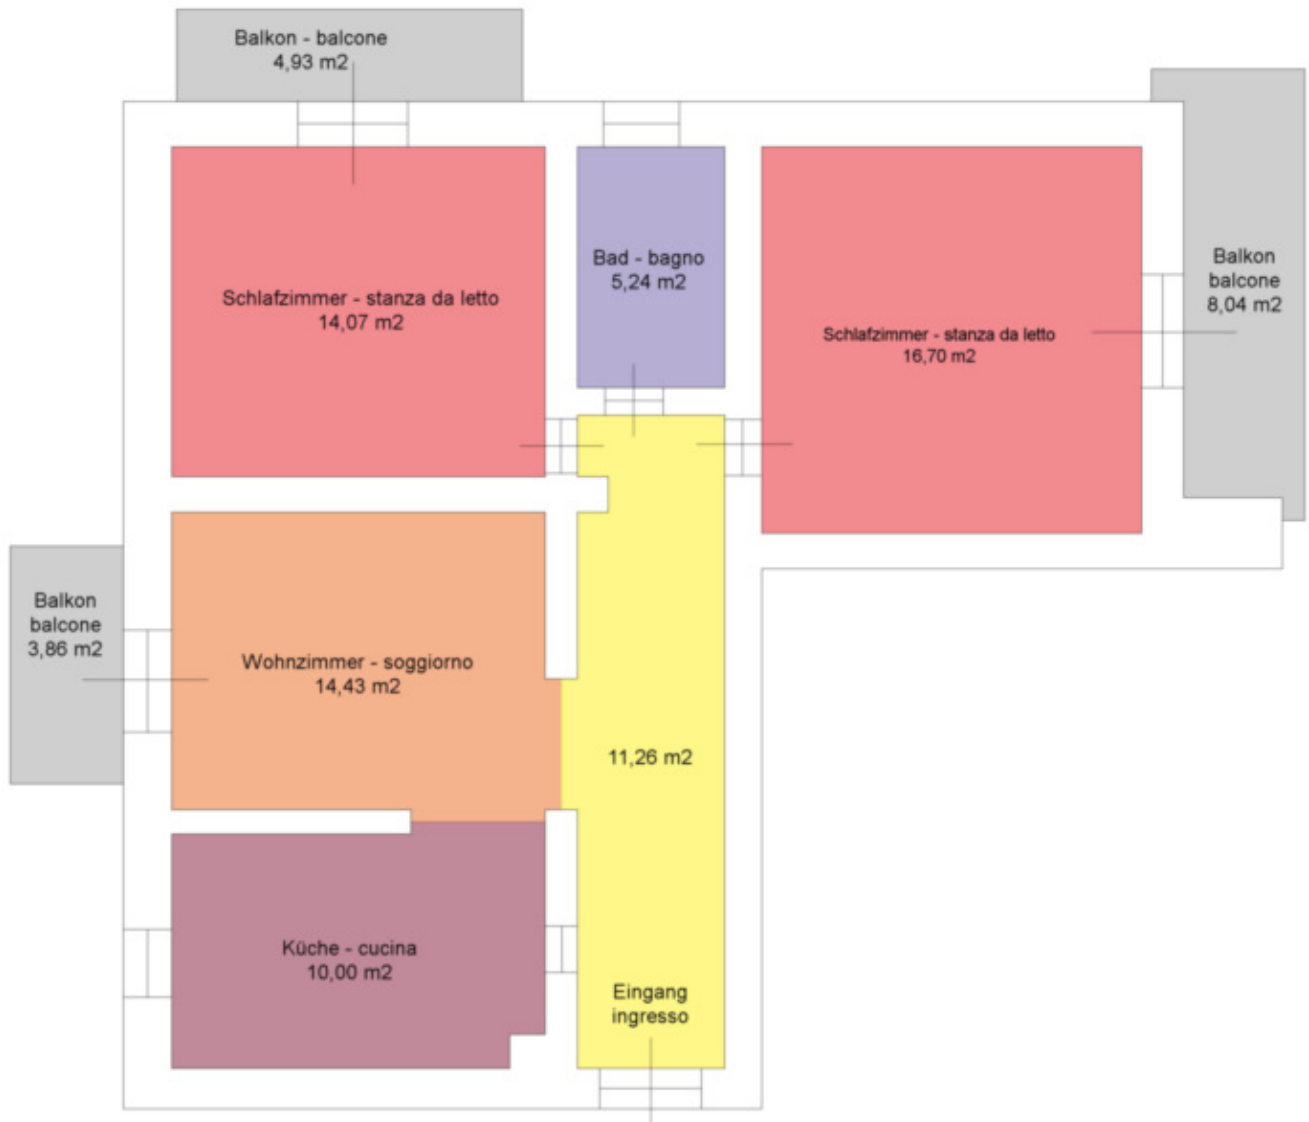 Balkon - balcone
4,93 m2
Schlafzimmer - stanza da letto
14,07 m2
Bad - bagno
5,24 m2
Schlafzimmer - stanza da letto
16,70 m2
Balkon
balcone
8,04 m2
Balkon
balcone
3,86 m2
Wohnzimmer - soggiorno
14,43 m2
11,26 m2
Küche - cucina
10,00 m2
Eingang
ingresso